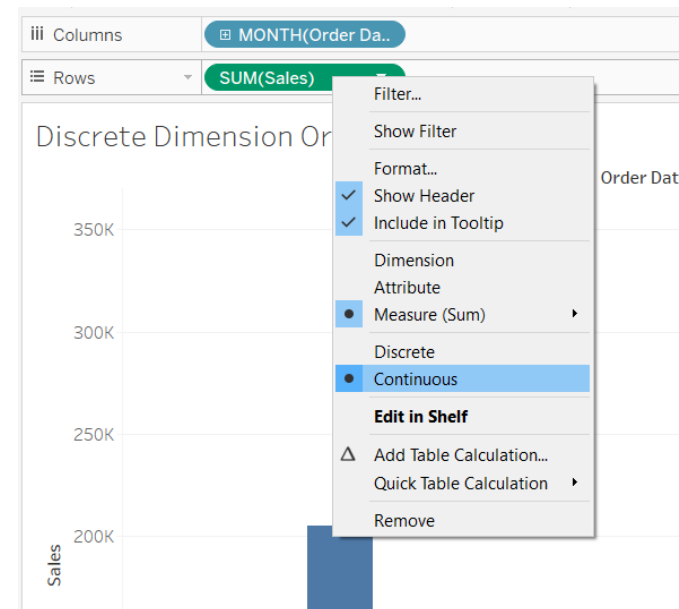 Columns
MONTH(Order Da..
Rows
SUM(Sales)
Discrete Dimension Or
Order Dat
350K
300K
250K
200K
Sales
Filter...
Show Filter
Format...
Show Header
Include in Tooltip
Dimension
Attribute
Measure (Sum)
Discrete
Continuous
Edit in Shelf
Add Table Calculation...
Quick Table Calculation
Remove